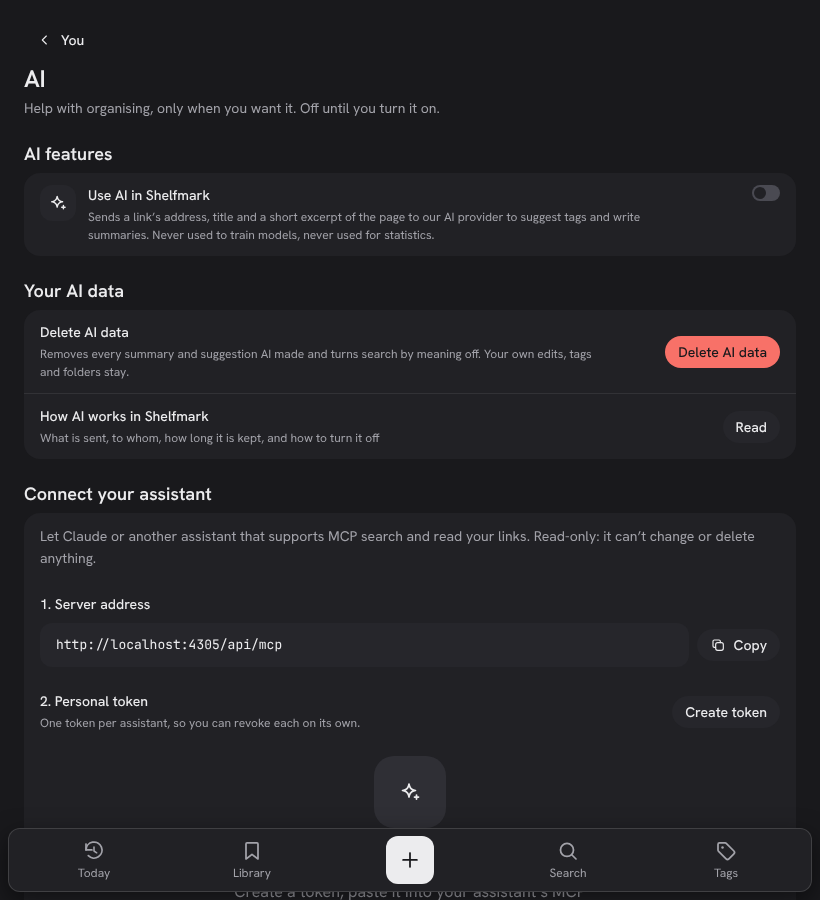 You
AI
Help with organising, only when you want it. Off until you turn it on.
AI features
Use AI in Shelfmark
Sends a link’s address, title and a short excerpt of the page to our AI provider to suggest tags and write
summaries. Never used to train models, never used for statistics.
Your AI data
Delete AI data
Removes every summary and suggestion AI made and turns search by meaning off. Your own edits, tags
and folders stay.
Delete AI data
How AI works in Shelfmark
What is sent, to whom, how long it is kept, and how to turn it off
Read
Connect your assistant
Let Claude or another assistant that supports MCP search and read your links. Read-only: it can’t change or delete
anything.
1. Server address
http://localhost:4305/api/mcp
Copy
2. Personal token
One token per assistant, so you can revoke each on its own.
Create token
Today
Library
Search
Tags
Create a token, paste it into your assistant’s MCP